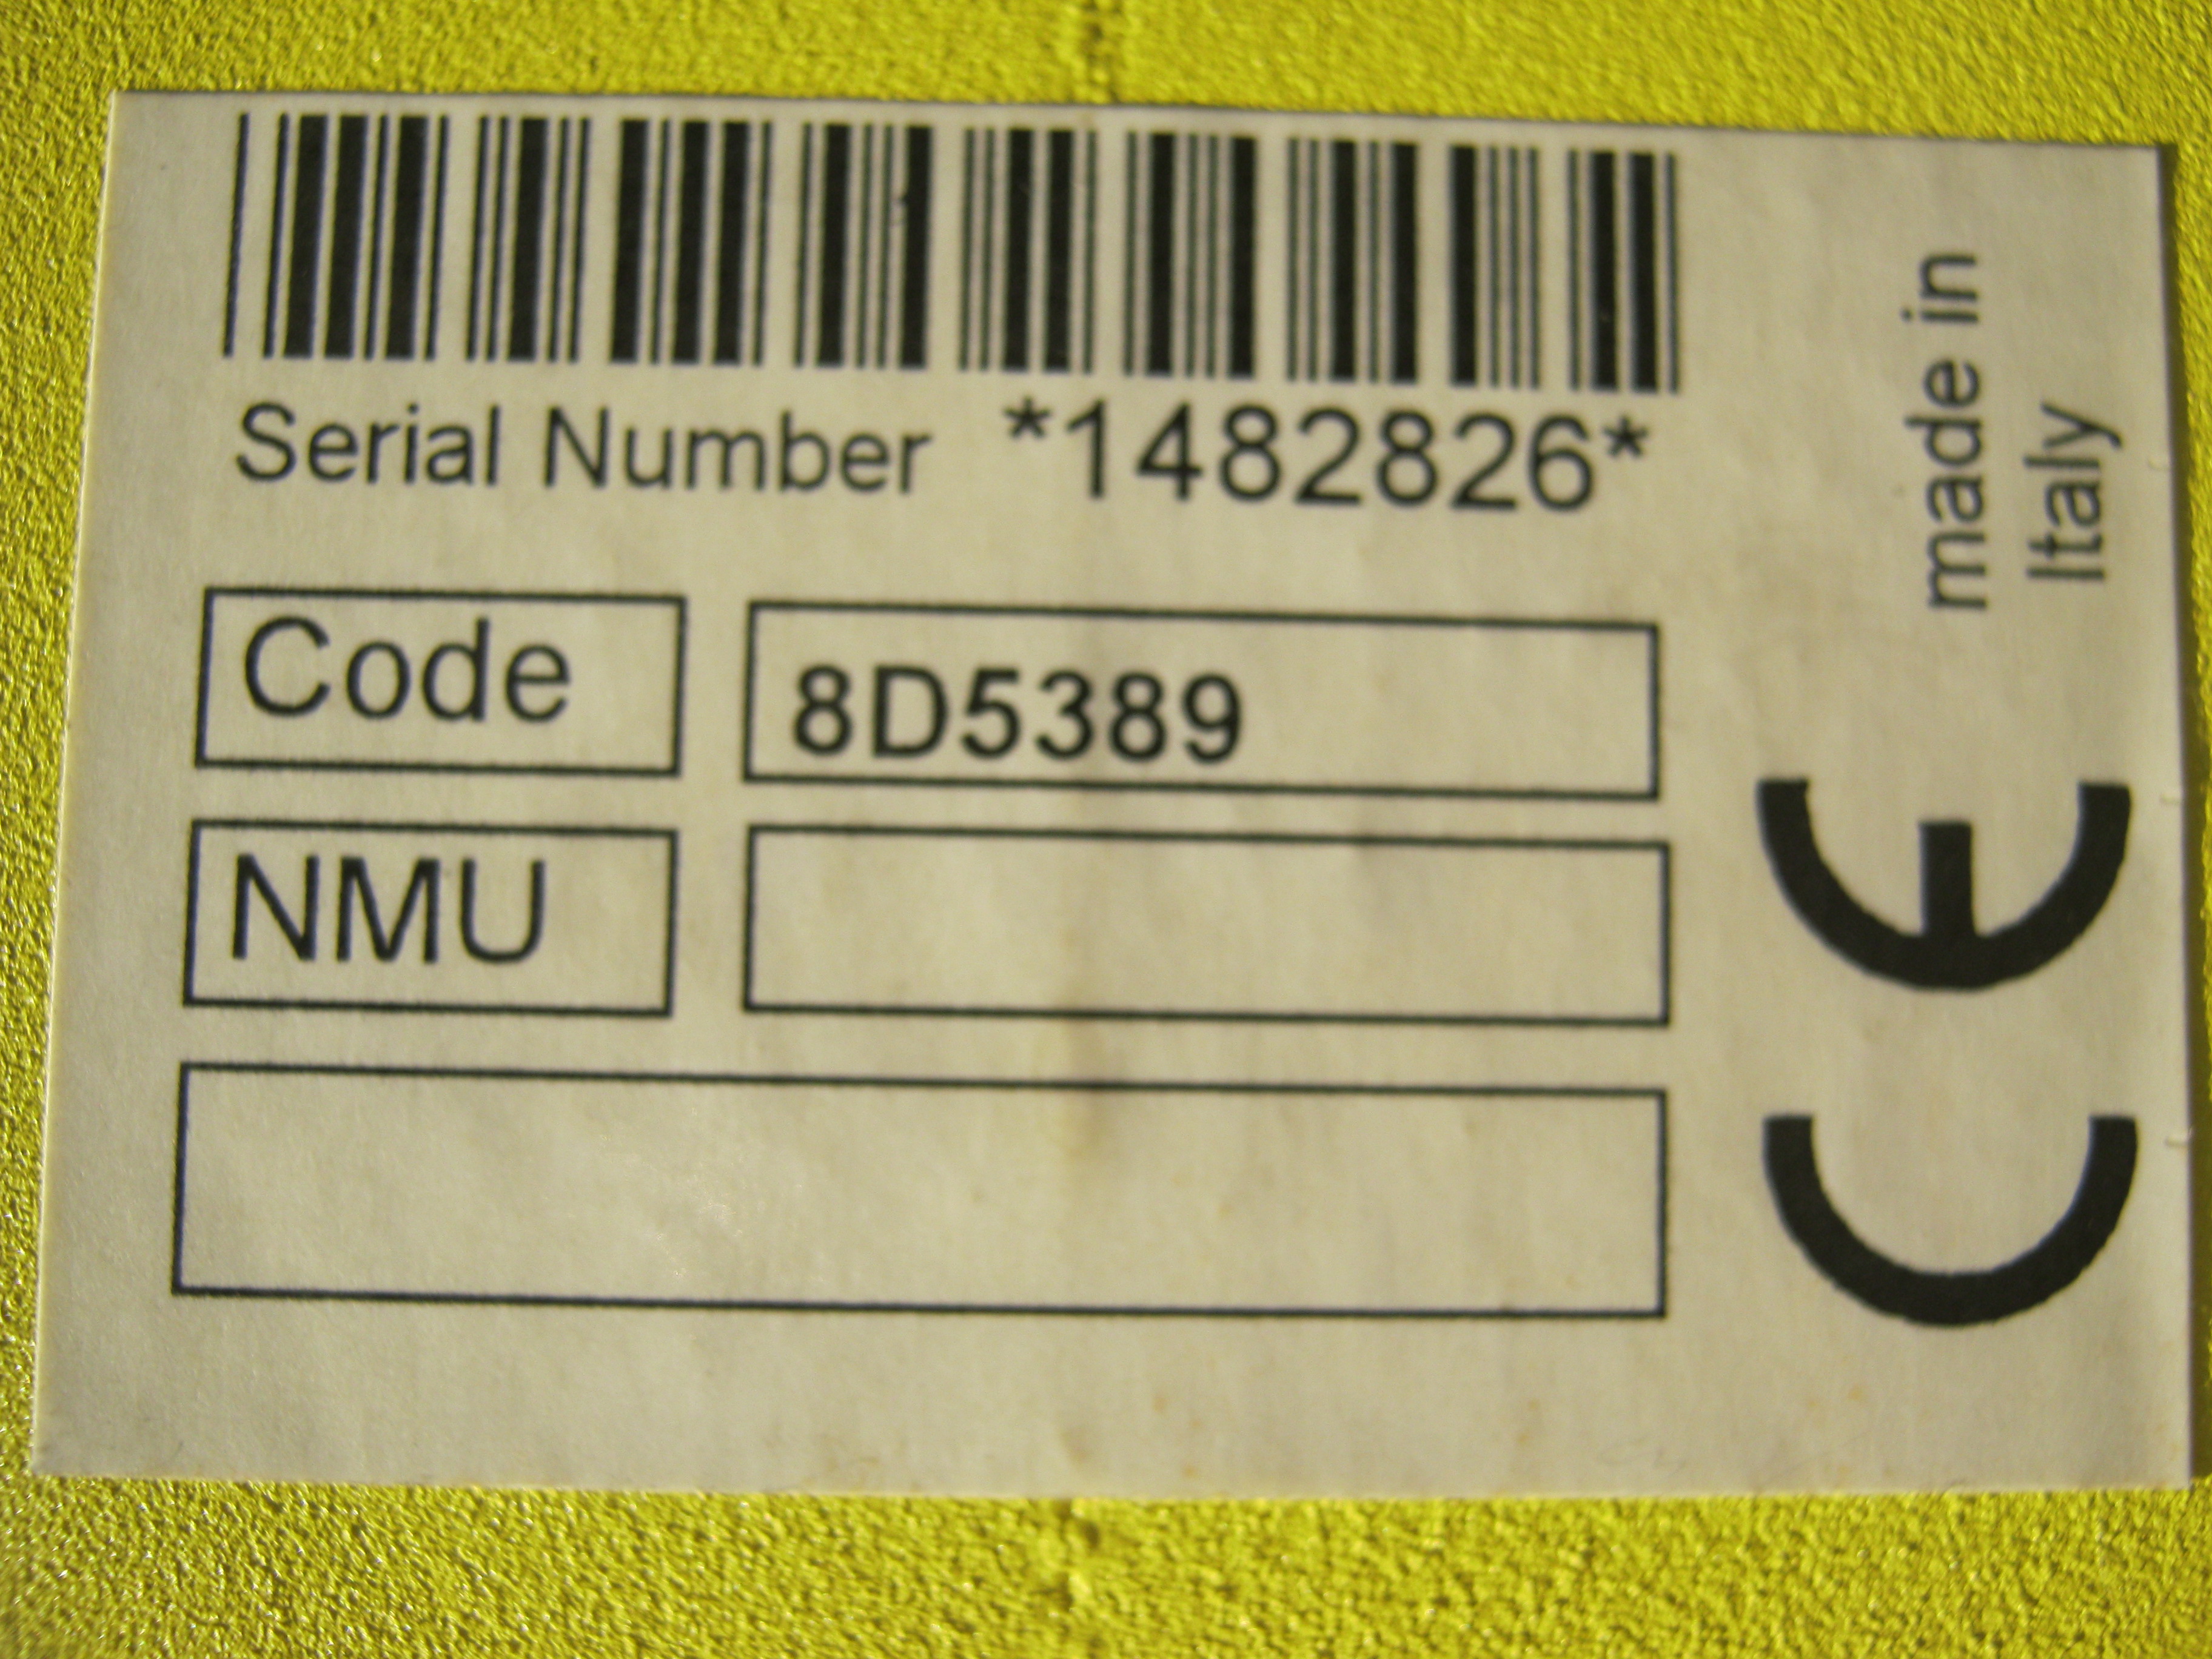 Serial Number *1482826*
Code 8D5389
NMU
made in
Italy
CE